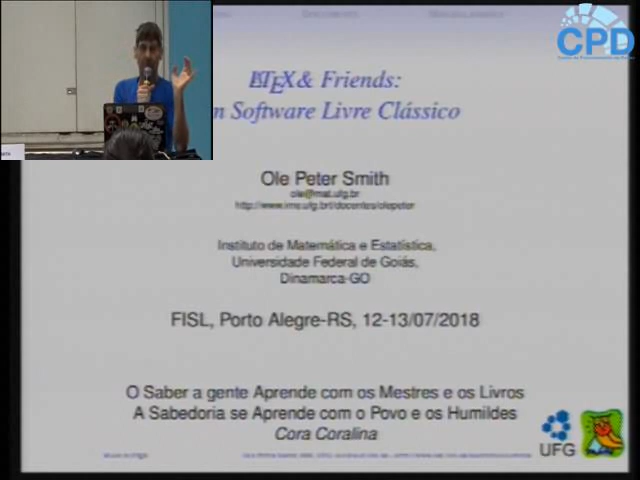 CPD
LATEX & Friends:
n Software Livre Clássico
Ole Peter Smith
ole@mat.ufg.br
http://www.ime.ufg.br/docentes/olepeter
Instituto de Matemática e Estatística,
Universidade Federal de Goiás,
Dinamarca-GO
FISL, Porto Alegre-RS, 12-13/07/2018
O Saber a gente Aprende com os Mestres e os Livros
A Sabedoria se Aprende com o Povo e os Humildes
Cora Coralina
UFG